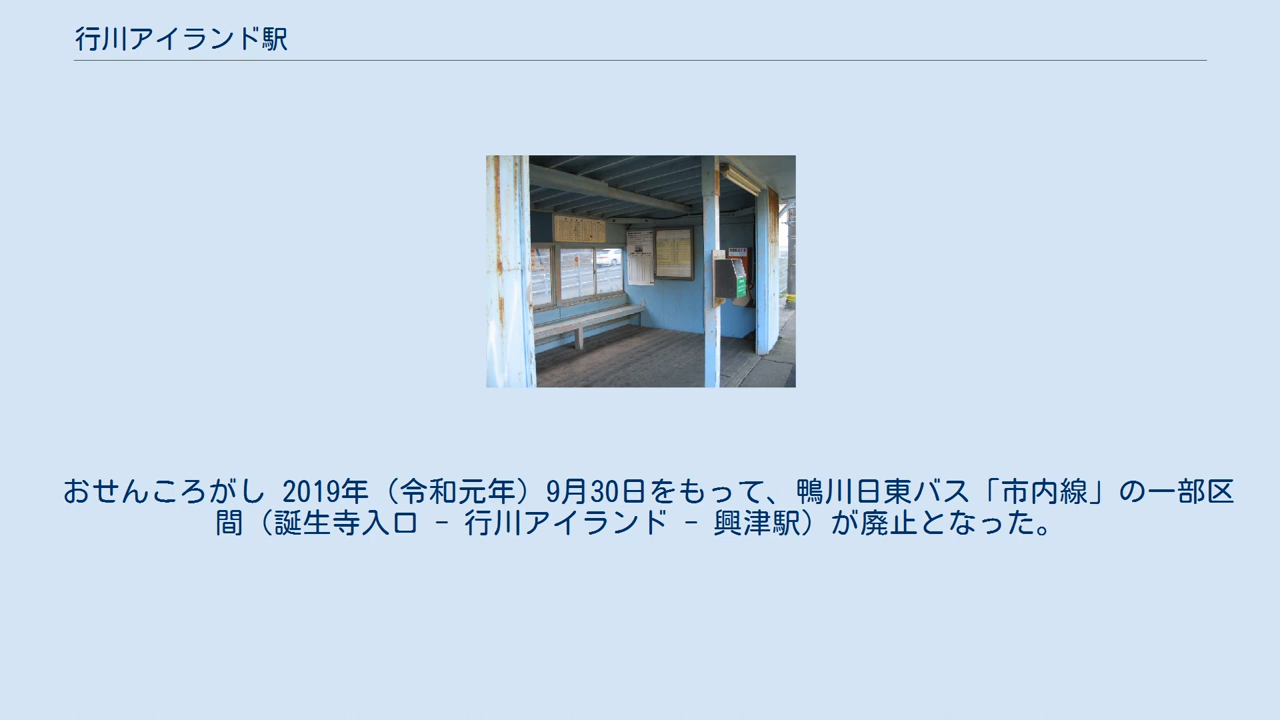 行川アイランド駅
おせんころがし 2019年（令和元年）9月30日をもって、鴨川日東バス「市内線」の一部区
間（誕生寺入口 - 行川アイランド - 興津駅）が廃止となった。